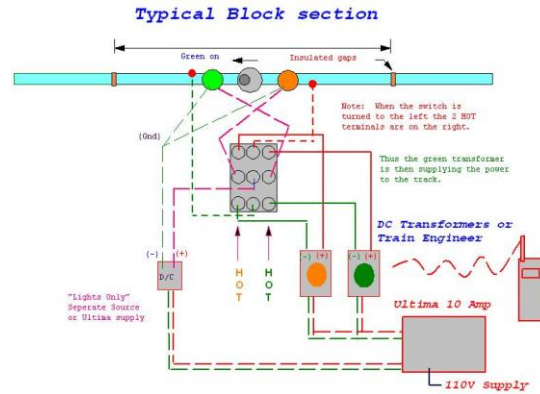 Typical Block section
Green on
Insulated gaps
Note: When the switch is
turned to the left the 2 HOT
terminals are on the right.
(Gnd)
Thus the green transformer
is then supplying the power
to the track.
DC Transformers or
Train Engineer
(-) (+)
D/C
(-) (+)
(-) (+)
"Lights Only"
Seperate Source
or Ultima supply
HOT
HOT
Ultima 10 Amp
110V Supply